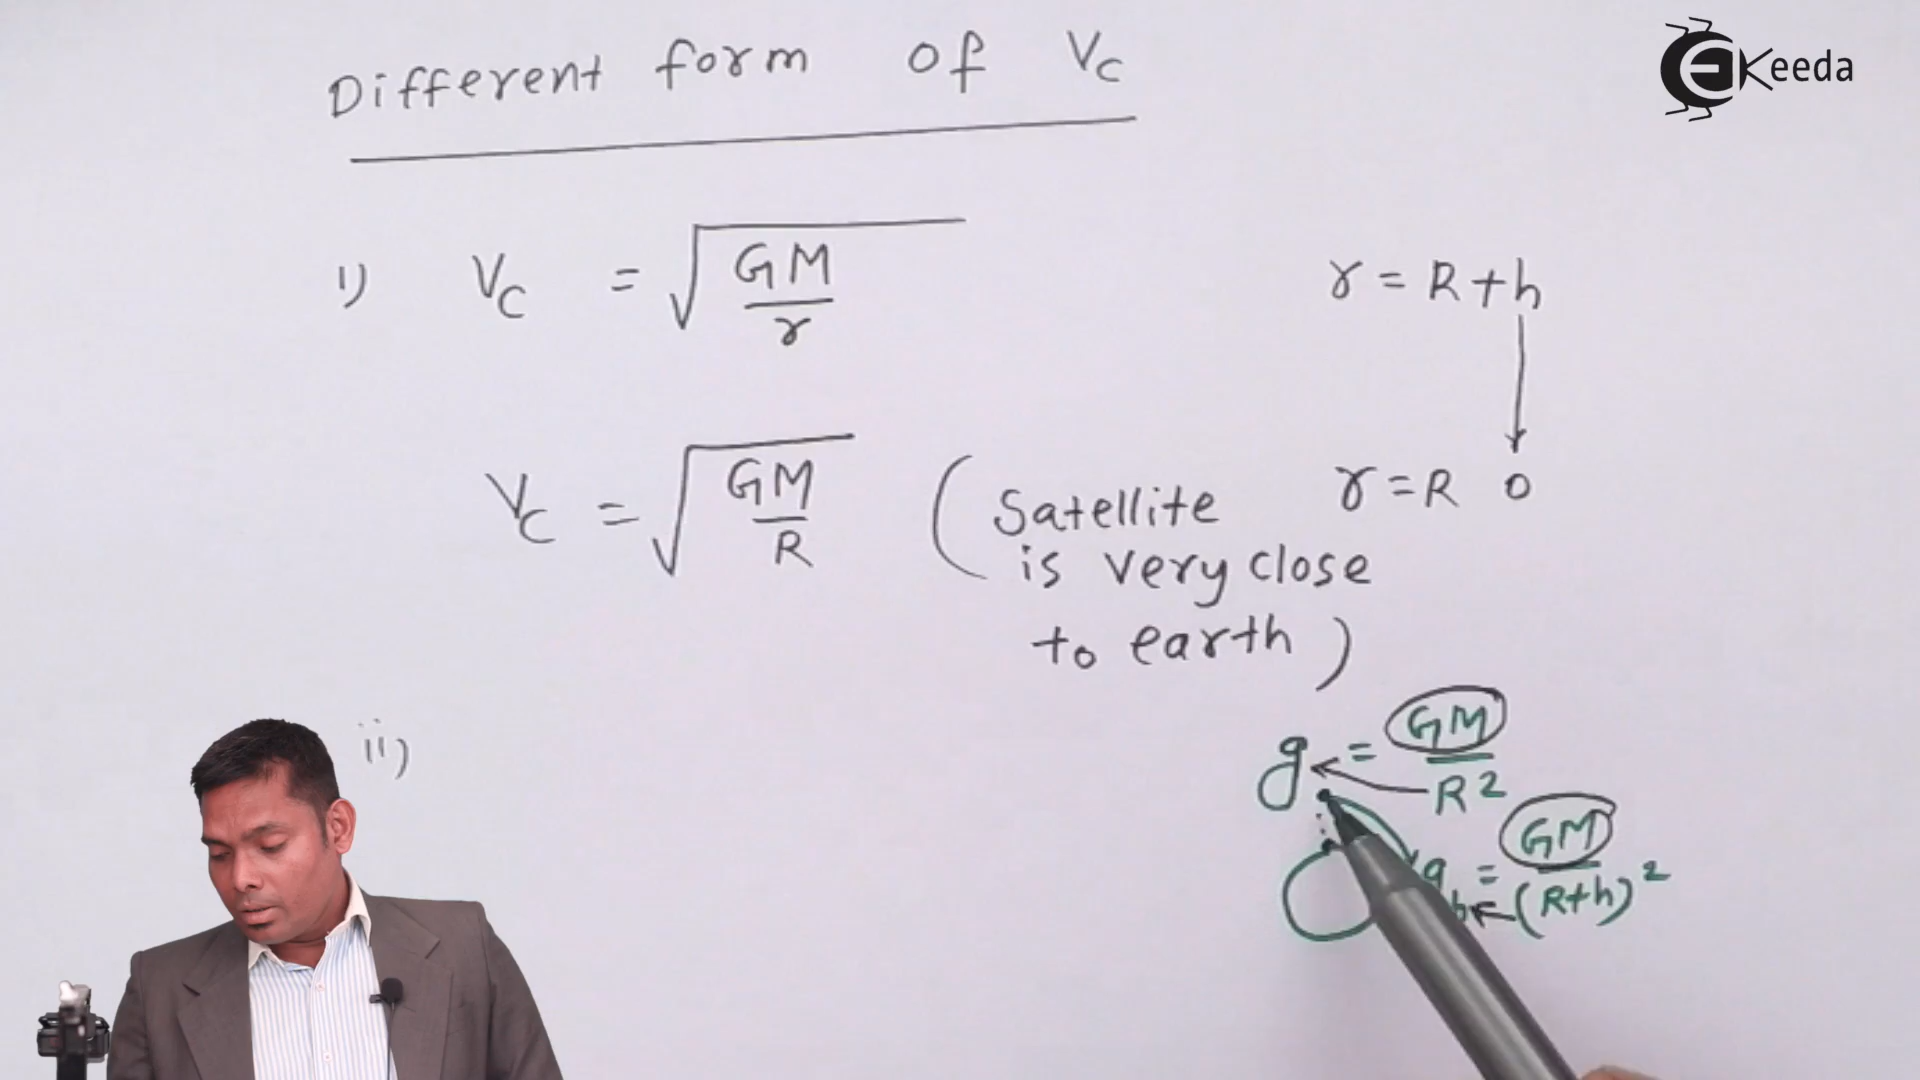 Different form of Vc
EKeeda
i) Vc = √GM/r
r = R+h
Vc = √GM/R
(Satellite
is very close
to earth)
r = R 0
ii)
g = GM/R²
gh = GM/(R+h)²